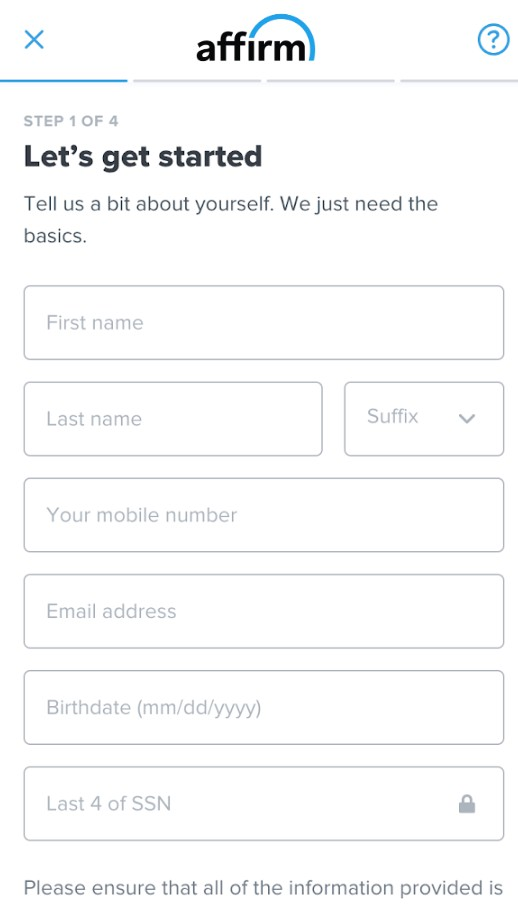 affirm
?
STEP 1 OF 4
Let’s get started
Tell us a bit about yourself. We just need the
basics.
First name
Last name
Suffix
Your mobile number
Email address
Birthdate (mm/dd/yyyy)
Last 4 of SSN
Please ensure that all of the information provided is